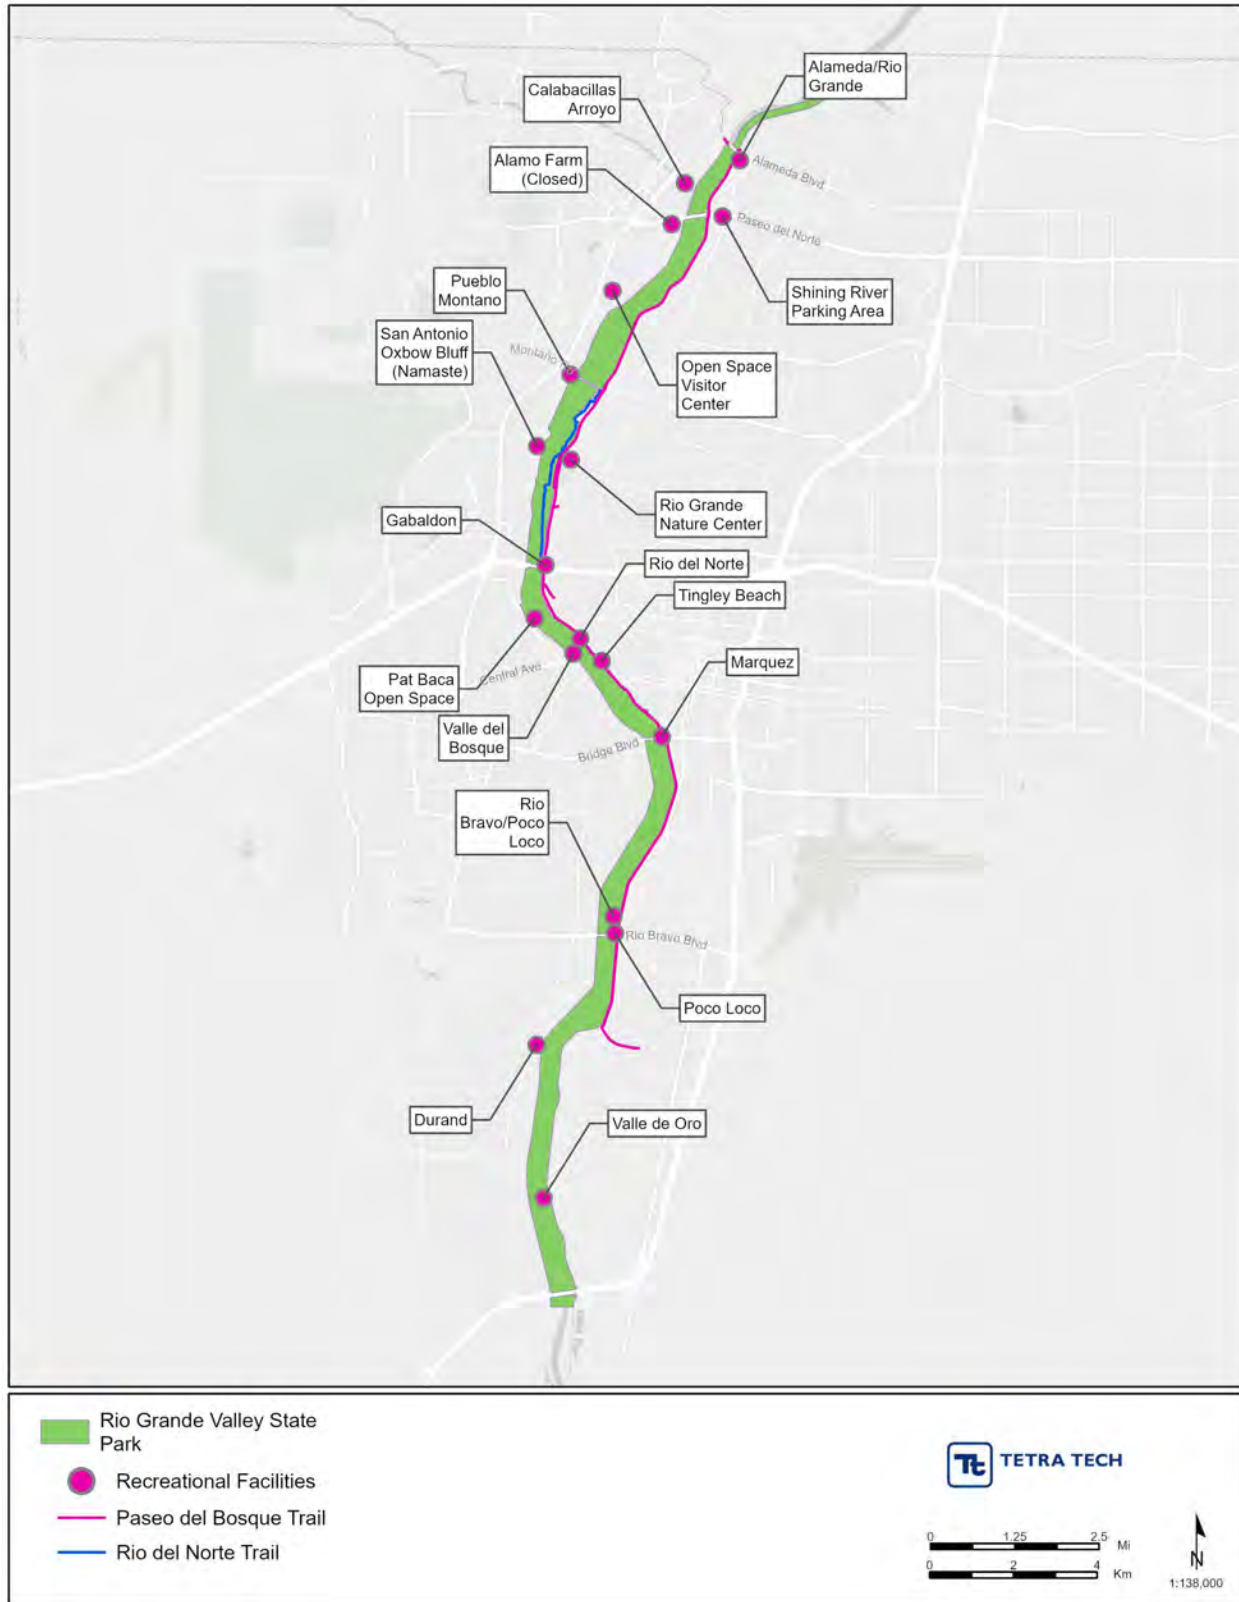 Alameda/Rio
Grande
Calabacillas
Arroyo
Alamo Farm
(Closed)
Alameda Blvd
Paseo del Norte
Shining River
Parking Area
Pueblo
Montano
San Antonio
Oxbow Bluff
(Namaste)
Open Space
Visitor
Center
Rio Grande
Nature Center
Gabaldon
Rio del Norte
Tingley Beach
Marquez
Pat Baca
Open Space
Central Ave
Valle del
Bosque
Bridge Blvd
Rio
Bravo/Poco
Loco
Rio Bravo Blvd
Poco Loco
Durand
Valle de Oro
Rio Grande Valley State
Park
Recreational Facilities
Paseo del Bosque Trail
Rio del Norte Trail
Tt TETRA TECH
0 1.25 2.5
Mi
0 2 4
Km
N
1:138,000